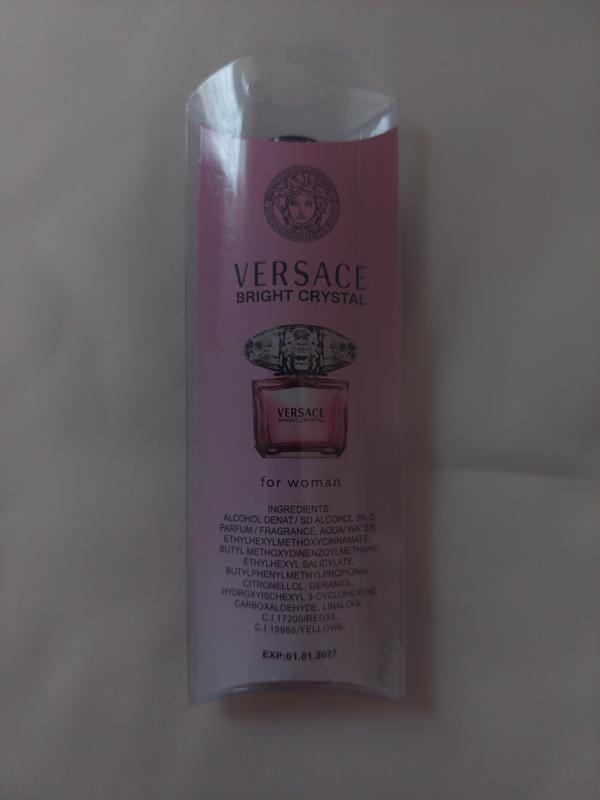 VERSACE
BRIGHT CRYSTAL
VERSACE
BRIGHT CRYSTAL
for woman
INGREDIENTS:
ALCOHOL DENAT./ SD ALCOHOL 39-C
PARFUM / FRAGRANCE, AQUA/ WATER
ETHYLHEXYLMETHOXYCINNAMATE,
BUTYL METHOXYDINENZOYLMETHANE,
ETHYLHEXYL SALICYLATE,
BUTYLPHENYLMETHYLPROPIONAL
CITRONELLOL, GERANIOL,
HYDROXYISCHEXYL 3-CYCLOHEXENE
CARBOXALDEHYDE, LINALOOL
C.I.17200/RED33,
C.I.15985/YELLOW6.
EXP:01.01.2027